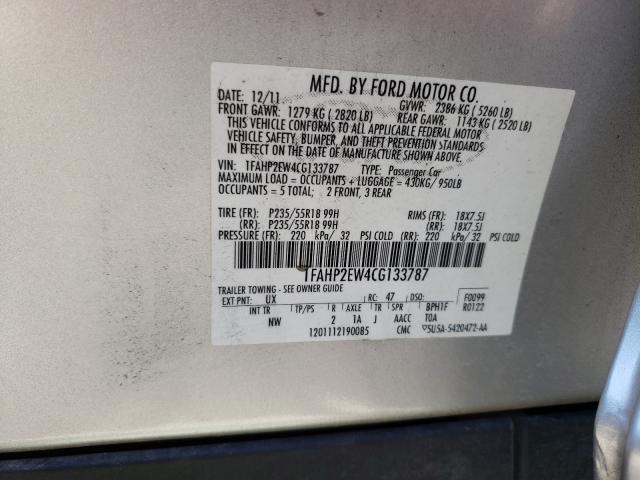 MFD. BY FORD MOTOR CO.
DATE: 12/11 GVWR: 2386 KG ( 5260 LB)
FRONT GAWR: 1279 KG ( 2820 LB) REAR GAWR: 1143 KG ( 2520 LB)
THIS VEHICLE CONFORMS TO ALL APPLICABLE FEDERAL MOTOR
VEHICLE SAFETY, BUMPER, AND THEFT PREVENTION STANDARDS
IN EFFECT ON THE DATE OF MANUFACTURE SHOWN ABOVE.
VIN: 1FAHP2EW4CG133787 TYPE: Passenger Car
MAXIMUM LOAD = OCCUPANTS + LUGGAGE = 430KG/ 950LB
OCCUPANTS = 5 TOTAL; 2 FRONT, 3 REAR
TIRE (FR): P235/55R18 99H RIMS (FR): 18X7.5J
(RR): P235/55R18 99H (RR): 18X7.5J
PRESSURE (FR): 220 kPa/ 32 PSI COLD (RR): 220 kPa/ 32 PSI COLD
1FAHP2EW4CG133787
TRAILER TOWING - SEE OWNER GUIDE
EXT PNT: UX RC: 47 DSO: F0099
INT TR TP/PS R AXLE TR SPR BPH1F R0122
NW 2 1A J AACC TOA
1201112190085 CMC ▽5U5A-5420472-AA